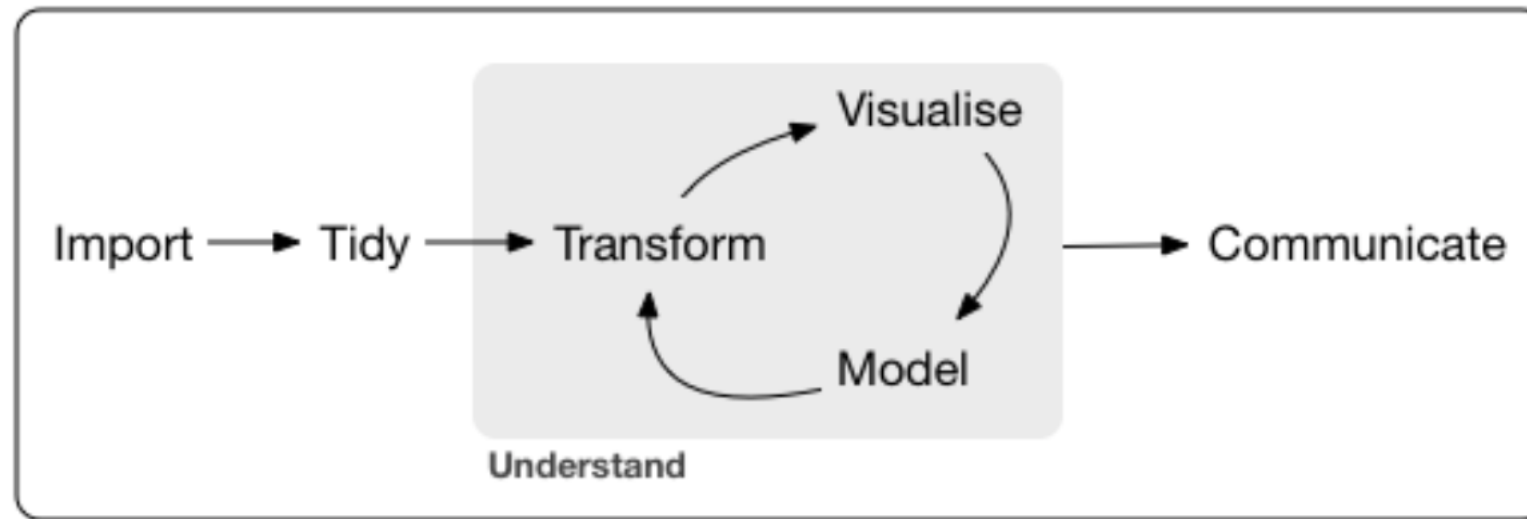 Visualise
Import
Tidy
Transform
Communicate
Model
Understand